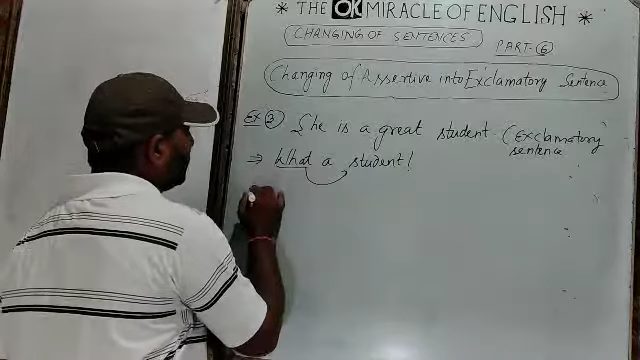 * THE OK MIRACLE OF ENGLISH *
CHANGING OF SENTENCES
PART-6
Changing of Assertive into Exclamatory Sentence
Ex 3 She is a great student. (Exclamatory sentence
⇒ What a student!